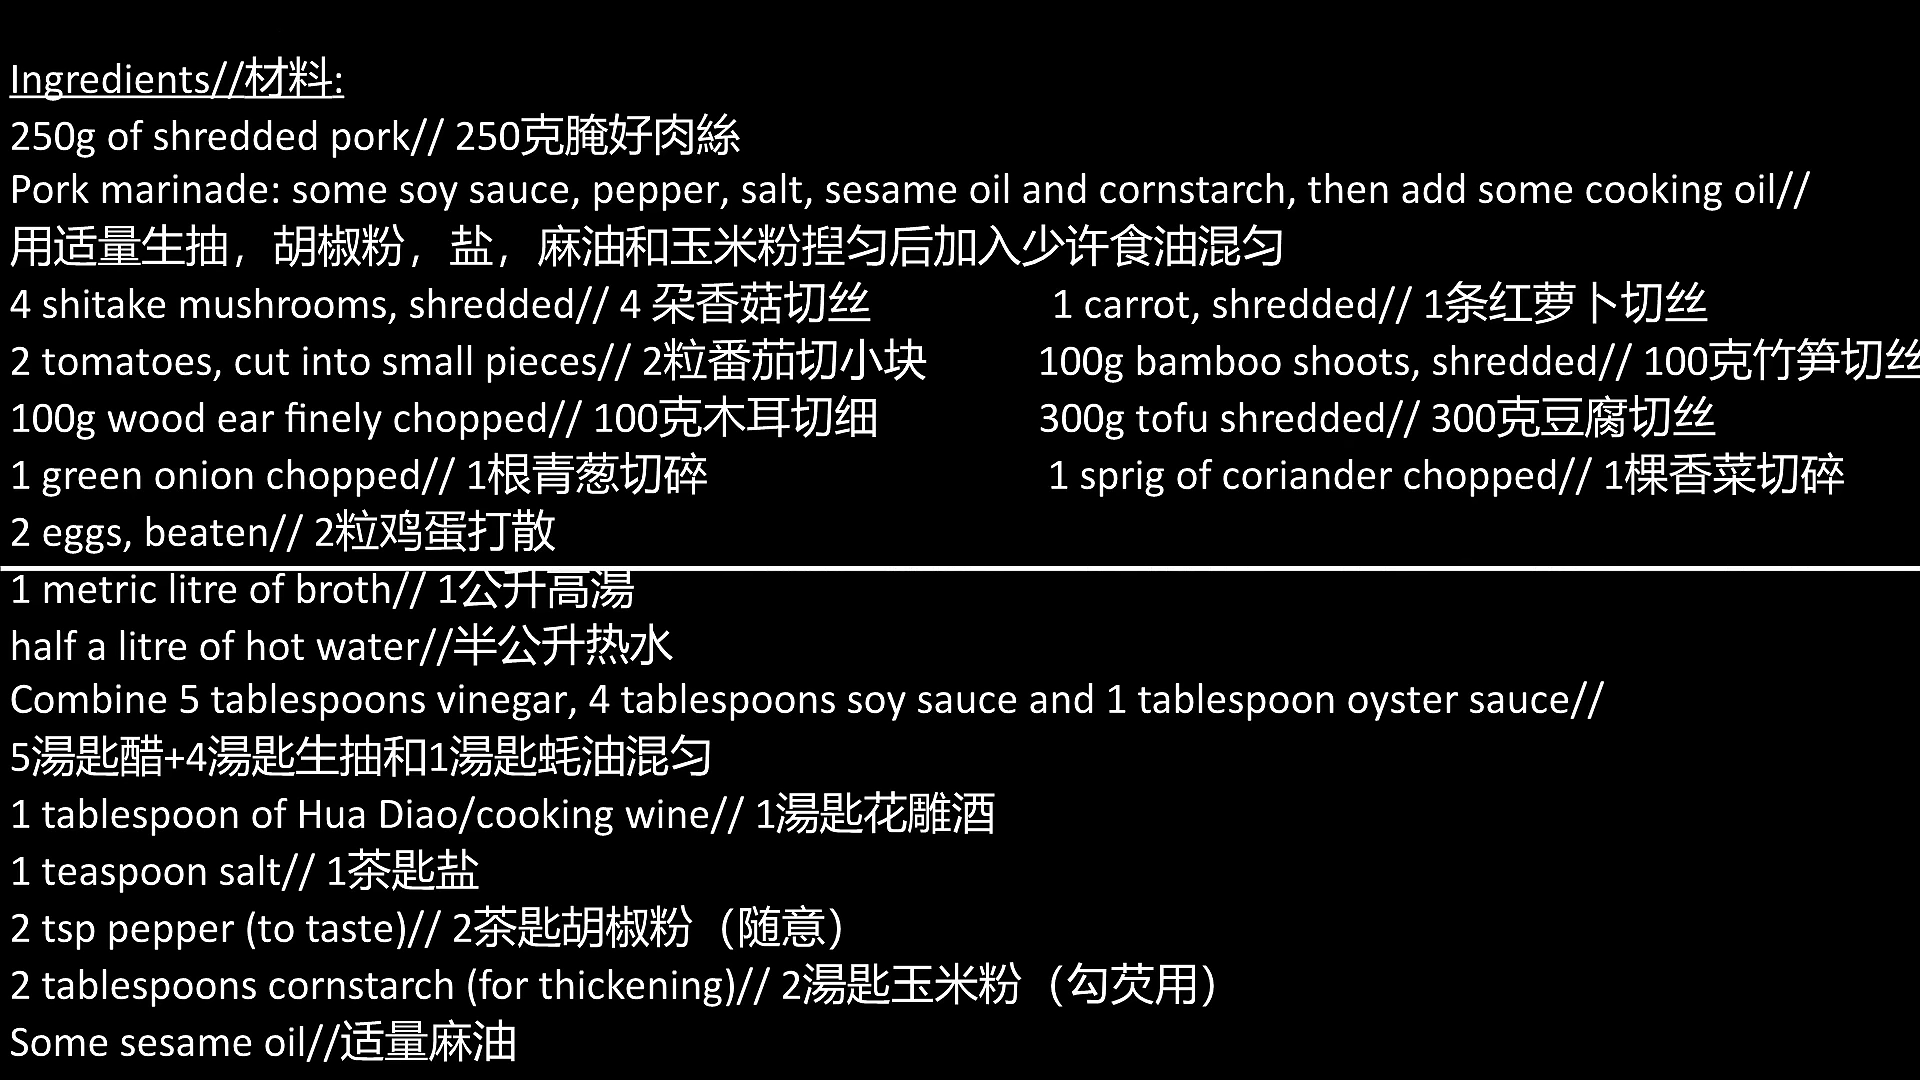 Ingredients//材料:
250g of shredded pork// 250克腌好肉絲
Pork marinade: some soy sauce, pepper, salt, sesame oil and cornstarch, then add some cooking oil//
用适量生抽，胡椒粉，盐，麻油和玉米粉捏匀后加入少许食油混匀
4 shitake mushrooms, shredded// 4 朵香菇切丝 1 carrot, shredded// 1条红萝卜切丝
2 tomatoes, cut into small pieces// 2粒番茄切小块 100g bamboo shoots, shredded// 100克竹笋切丝
100g wood ear finely chopped// 100克木耳切细 300g tofu shredded// 300克豆腐切丝
1 green onion chopped// 1根青葱切碎 1 sprig of coriander chopped// 1棵香菜切碎
2 eggs, beaten// 2粒鸡蛋打散
1 metric litre of broth// 1公升高湯
half a litre of hot water//半公升热水
Combine 5 tablespoons vinegar, 4 tablespoons soy sauce and 1 tablespoon oyster sauce//
5湯匙醋+4湯匙生抽和1湯匙蚝油混匀
1 tablespoon of Hua Diao/cooking wine// 1湯匙花雕酒
1 teaspoon salt// 1茶匙盐
2 tsp pepper (to taste)// 2茶匙胡椒粉（随意）
2 tablespoons cornstarch (for thickening)// 2湯匙玉米粉（勾芡用）
Some sesame oil//适量麻油